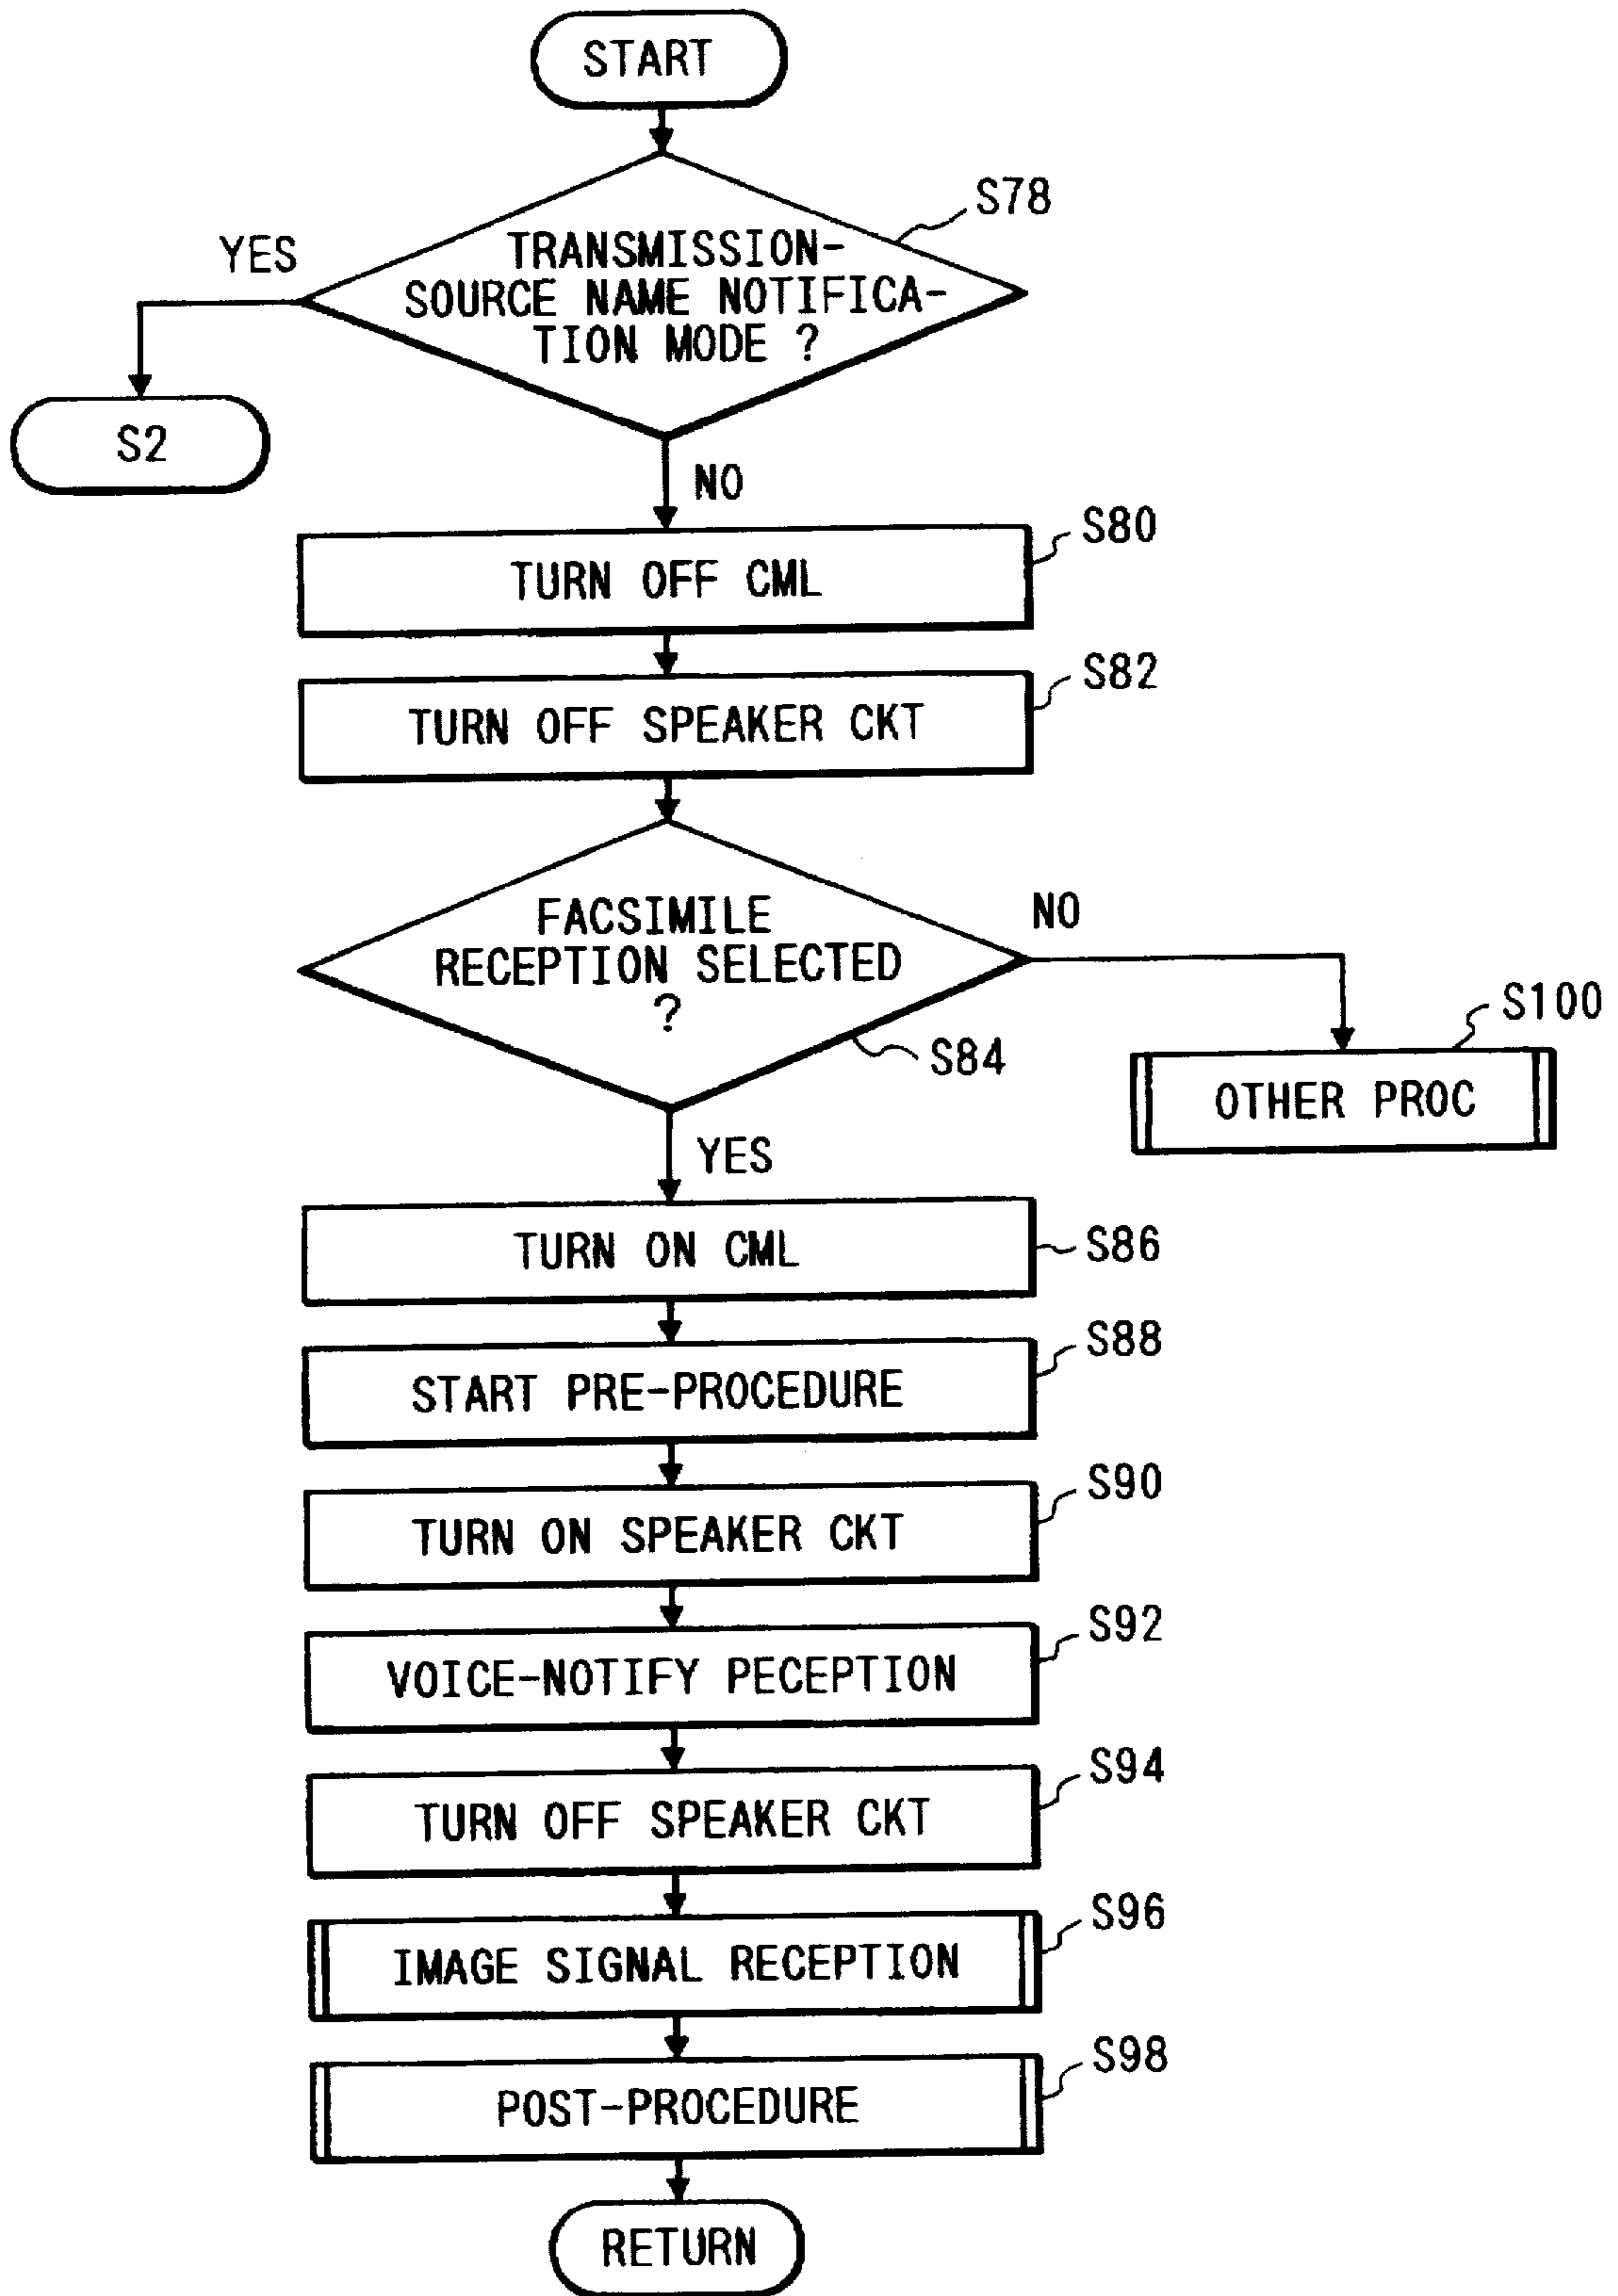 START
S78
YES
TRANSMISSION-
SOURCE NAME NOTIFICA-
TION MODE ?
S2
NO
S80
TURN OFF CML
S82
TURN OFF SPEAKER CKT
FACSIMILE
RECEPTION SELECTED
?
NO
S84
S100
OTHER PROC
YES
TURN ON CML
S86
S88
START PRE-PROCEDURE
S90
TURN ON SPEAKER CKT
S92
VOICE-NOTIFY PECEPTION
S94
TURN OFF SPEAKER CKT
S96
IMAGE SIGNAL RECEPTION
S98
POST-PROCEDURE
RETURN